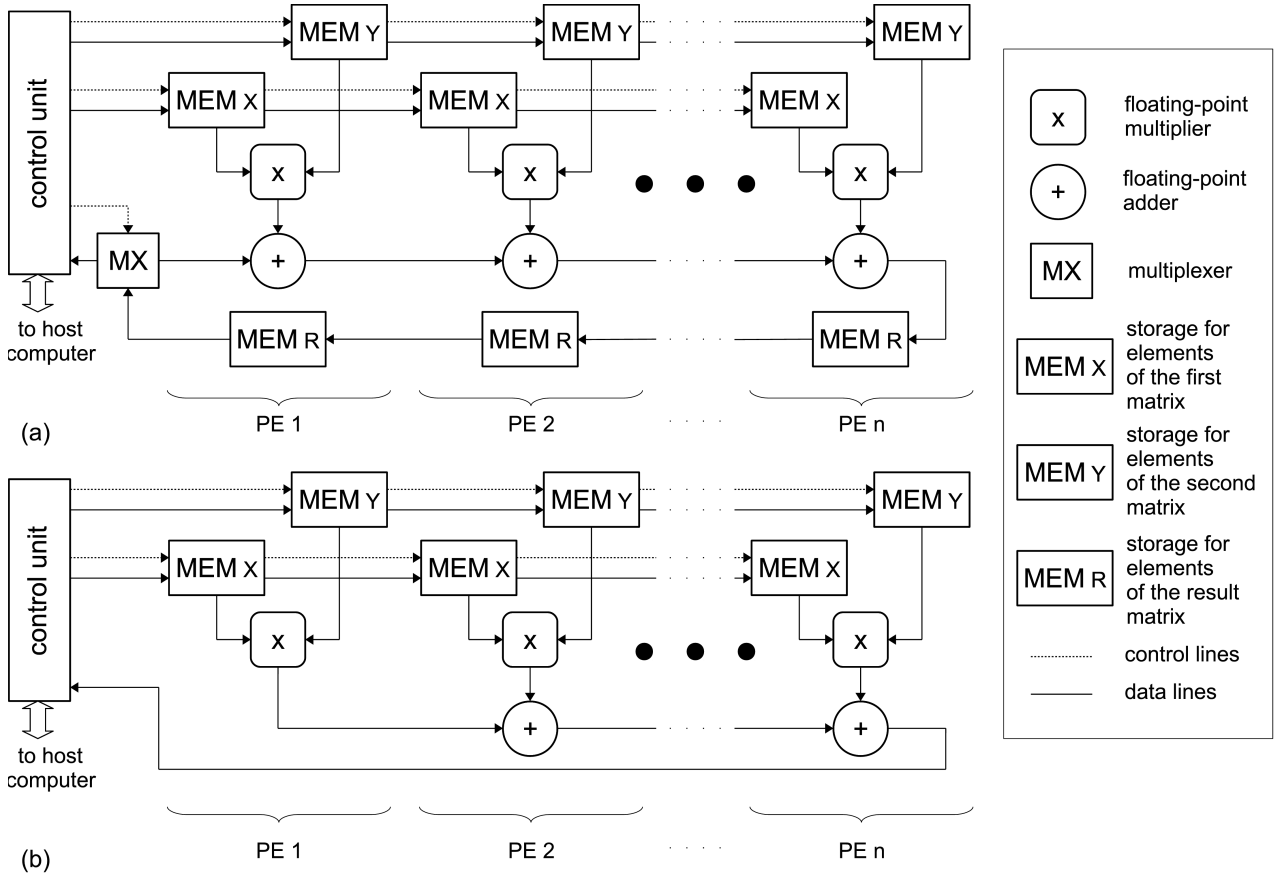 control unit
MEM Y
MEM Y
MEM Y
MEM X
MEM X
MEM X
x
x
x
MX
+
+
+
to host
computer
MEM R
MEM R
MEM R
PE 1
PE 2
. . . . .
PE n
(a)
control unit
MEM Y
MEM Y
MEM Y
MEM X
MEM X
MEM X
x
x
x
+
+
to host
computer
PE 1
PE 2
. . . . .
PE n
(b)
x
floating-point
multiplier
+
floating-point
adder
MX
multiplexer
MEM X
storage for
elements
of the first
matrix
MEM Y
storage for
elements
of the second
matrix
MEM R
storage for
elements
of the result
matrix
control lines
data lines